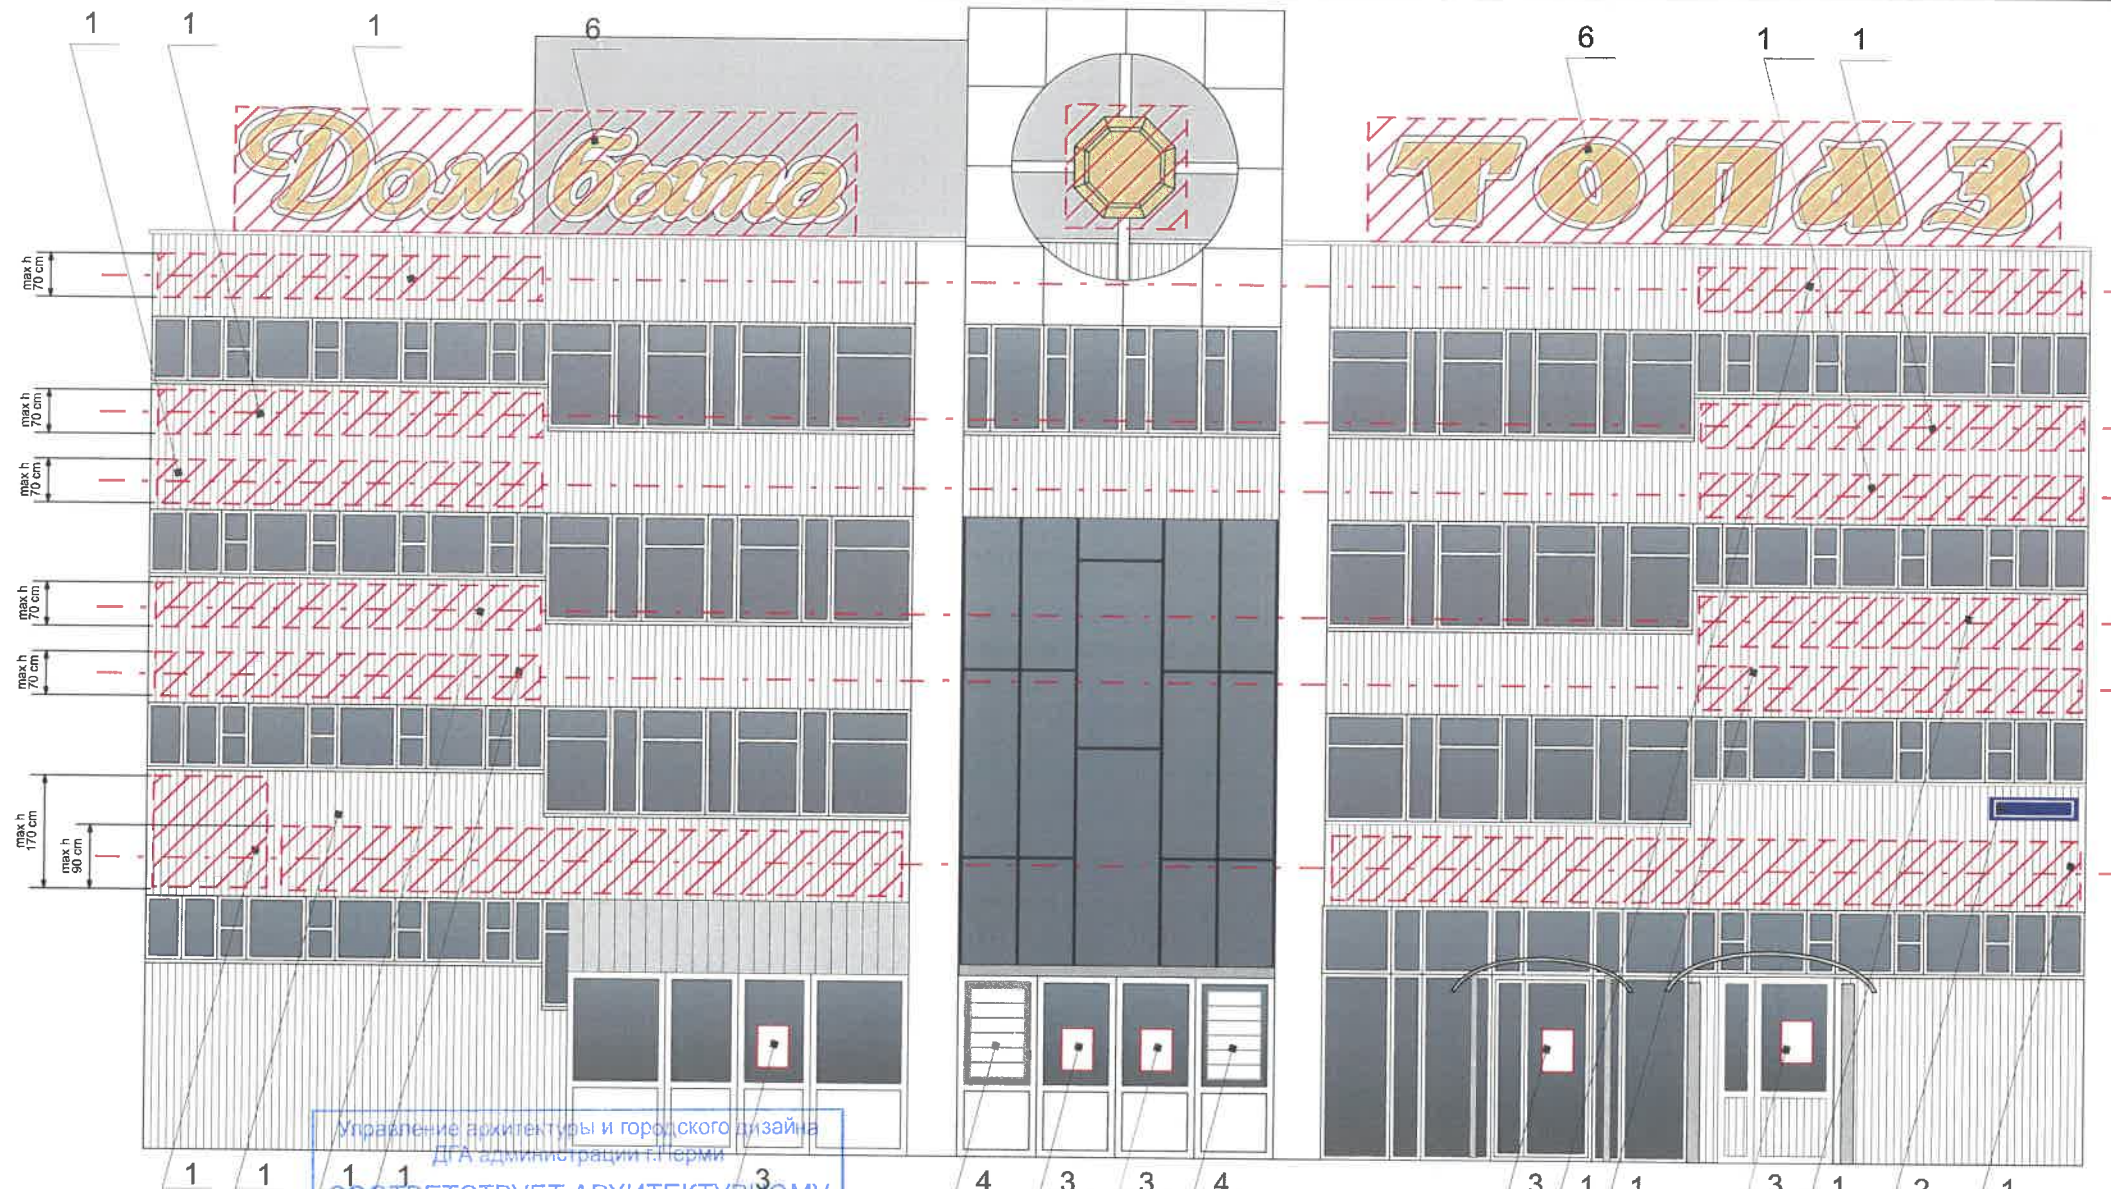 1 1 1 6 6 1 1
Дом быта
ТОПАЗ
max h
70 cm
max h
70 cm
max h
70 cm
max h
70 cm
max h
70 cm
max h
170 cm
max h
90 cm
Управление архитектуры и городского дизайна
ДГА администрации г.Перми
СООТВЕТСТВУЕТ АРХИТЕКТУРНОМУ
1 1 1 1 3 4 3 3 4 3 1 1 3 1 2 1